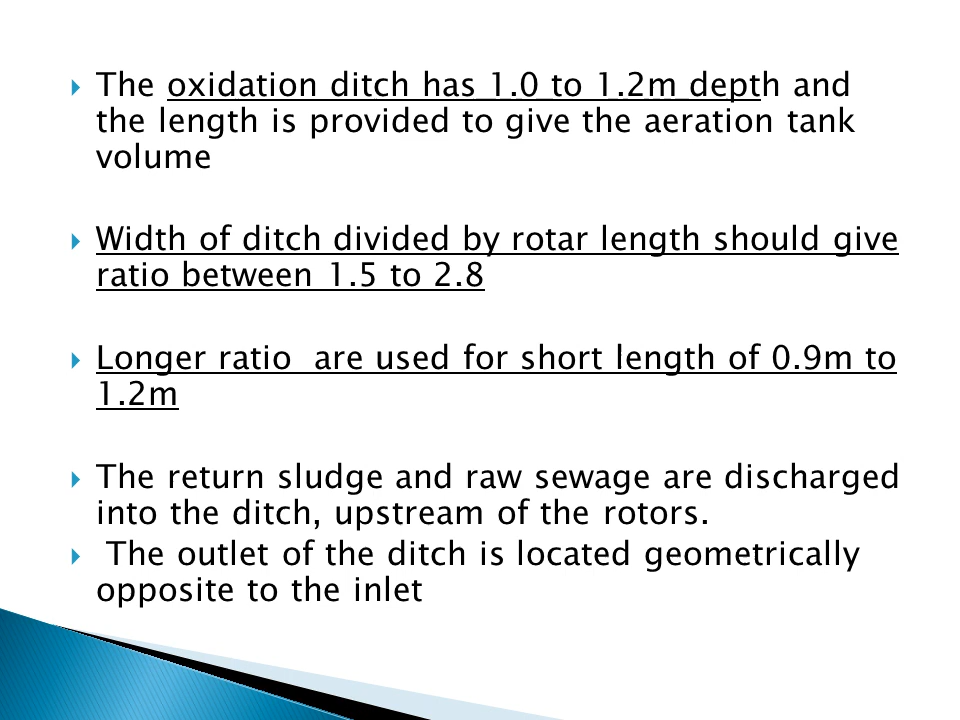 The oxidation ditch has 1.0 to 1.2m depth and
the length is provided to give the aeration tank
volume
Width of ditch divided by rotar length should give
ratio between 1.5 to 2.8
Longer ratio  are used for short length of 0.9m to
1.2m
The return sludge and raw sewage are discharged
into the ditch, upstream of the rotors.
The outlet of the ditch is located geometrically
opposite to the inlet